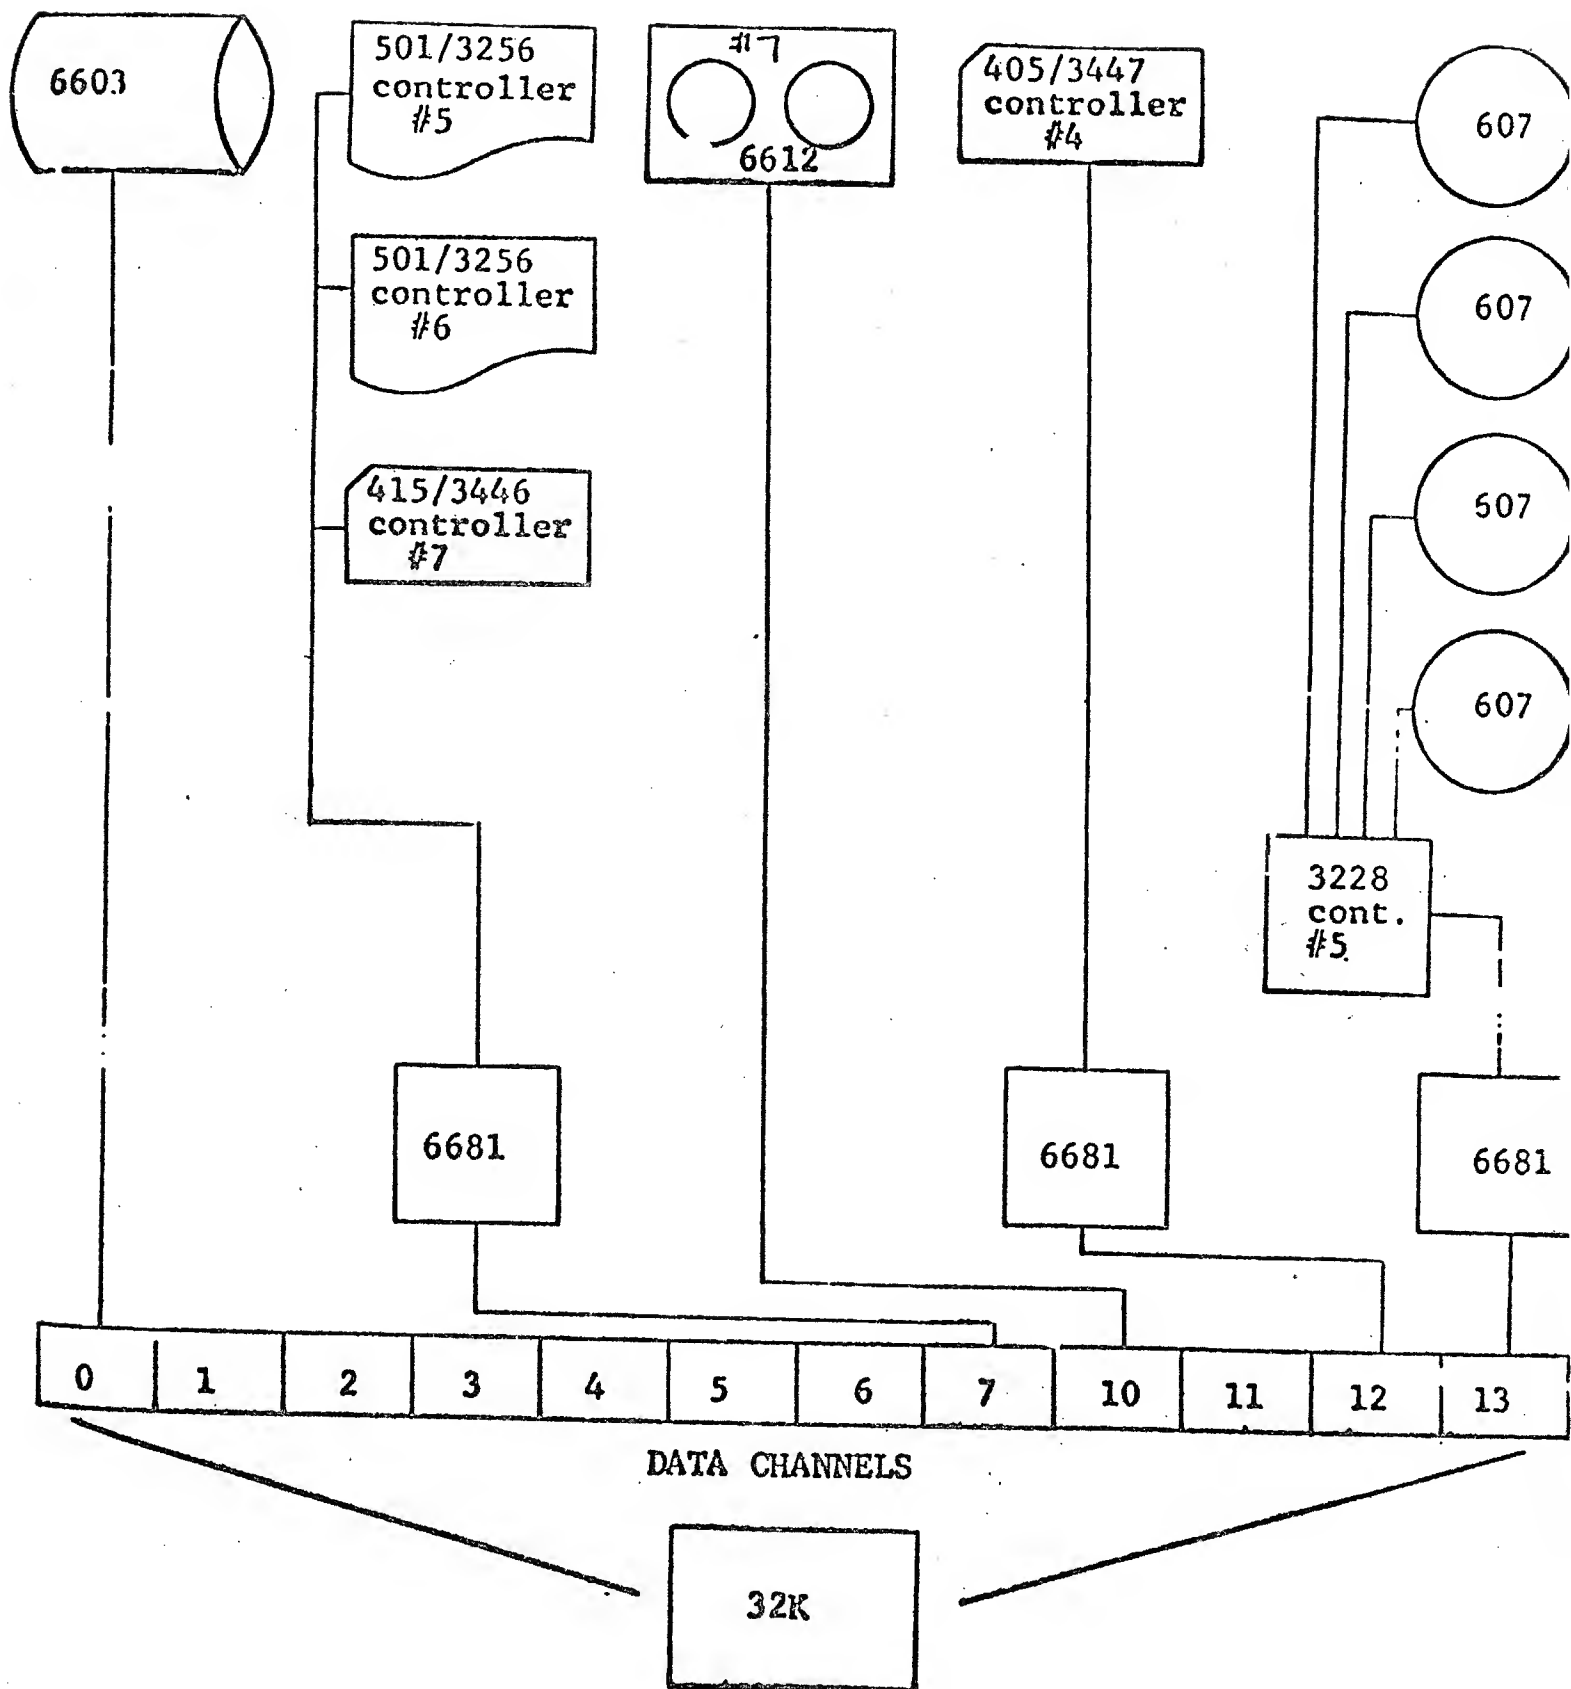 6603
501/3256
controller
#5
#7
6612
405/3447
controller
#4
607
501/3256
controller
#6
607
415/3446
controller
#7
507
607
3228
cont.
#5
6681
6681
6681
0 1 2 3 4 5 6 7 10 11 12 13
DATA CHANNELS
32K